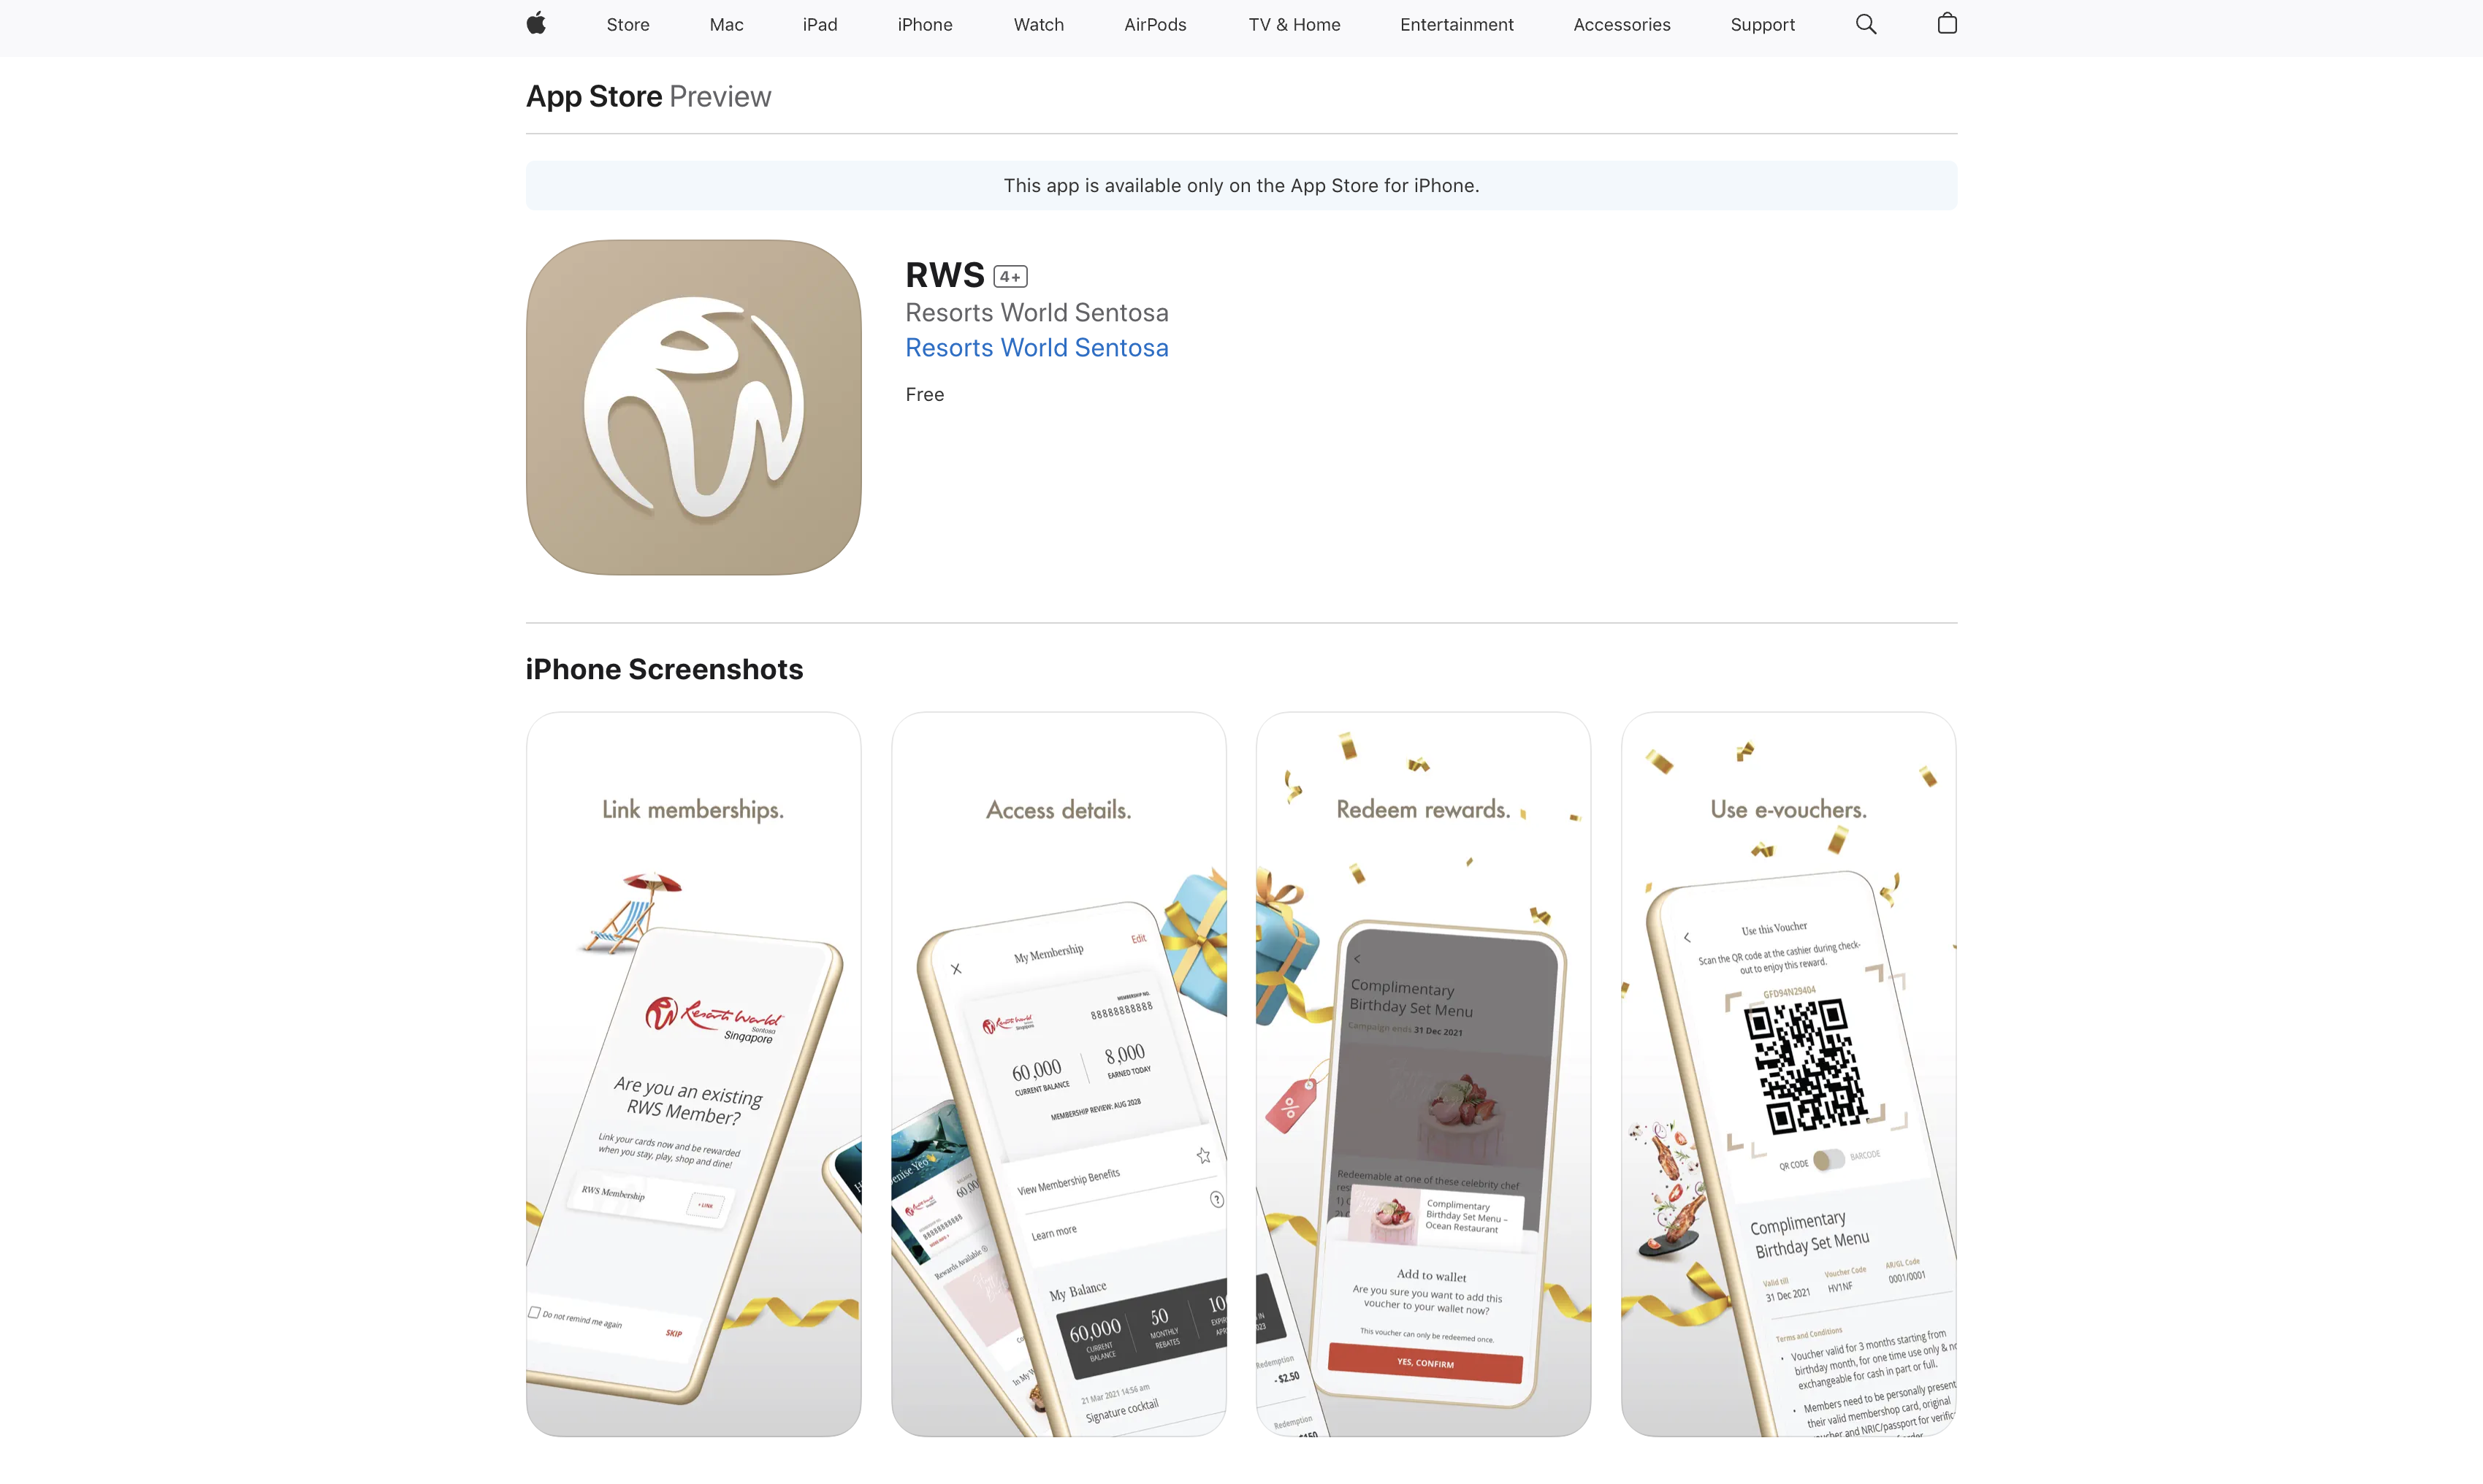 Store Mac iPad iPhone Watch AirPods TV & Home Entertainment Accessories Support
App Store Preview
This app is available only on the App Store for iPhone.
RWS 4+
Resorts World Sentosa
Resorts World Sentosa
Free
iPhone Screenshots
Link memberships.
Resorts World
Sentosa
Singapore
Are you an existing
RWS Member?
Link your cards now and be rewarded
when you stay, play, shop and dine!
RWS Membership
+ LINK
Do not remind me again
SKIP
Access details.
My Membership
Edit
Resorts World
MEMBERSHIP NO.
88888888888
60,000
CURRENT BALANCE
8,000
EARNED TODAY
MEMBERSHIP REVIEW: AUG 2028
View Membership Benefits
Learn more
My Balance
60,000
CURRENT
BALANCE
50
MONTHLY
REBATES
21 Mar 2021 14:56 am
Signature cocktail
Rewards Available
Redeem rewards.
Complimentary
Birthday Set Menu
Campaign ends 31 Dec 2021
Redeemable at one of these celebrity chef
Complimentary
Birthday Set Menu –
Ocean Restaurant
Add to wallet
Are you sure you want to add this
voucher to your wallet now?
This voucher can only be redeemed once.
YES, CONFIRM
Redemption
- $2.50
Redemption
Use e-vouchers.
Use this Voucher
Scan the QR code at the cashier during check-
out to enjoy this reward.
GFD94N29404
QR CODE
BARCODE
Complimentary
Birthday Set Menu
Valid till
31 Dec 2021
Voucher Code
HV1NF
AR/GL Code
0001/0001
Terms and Conditions
• Voucher valid for 3 months starting from
birthday month, for one time use only &
exchangeable for cash in part or full.
• Members need to be personally present
their valid membership card, original
and NRIC/passport for